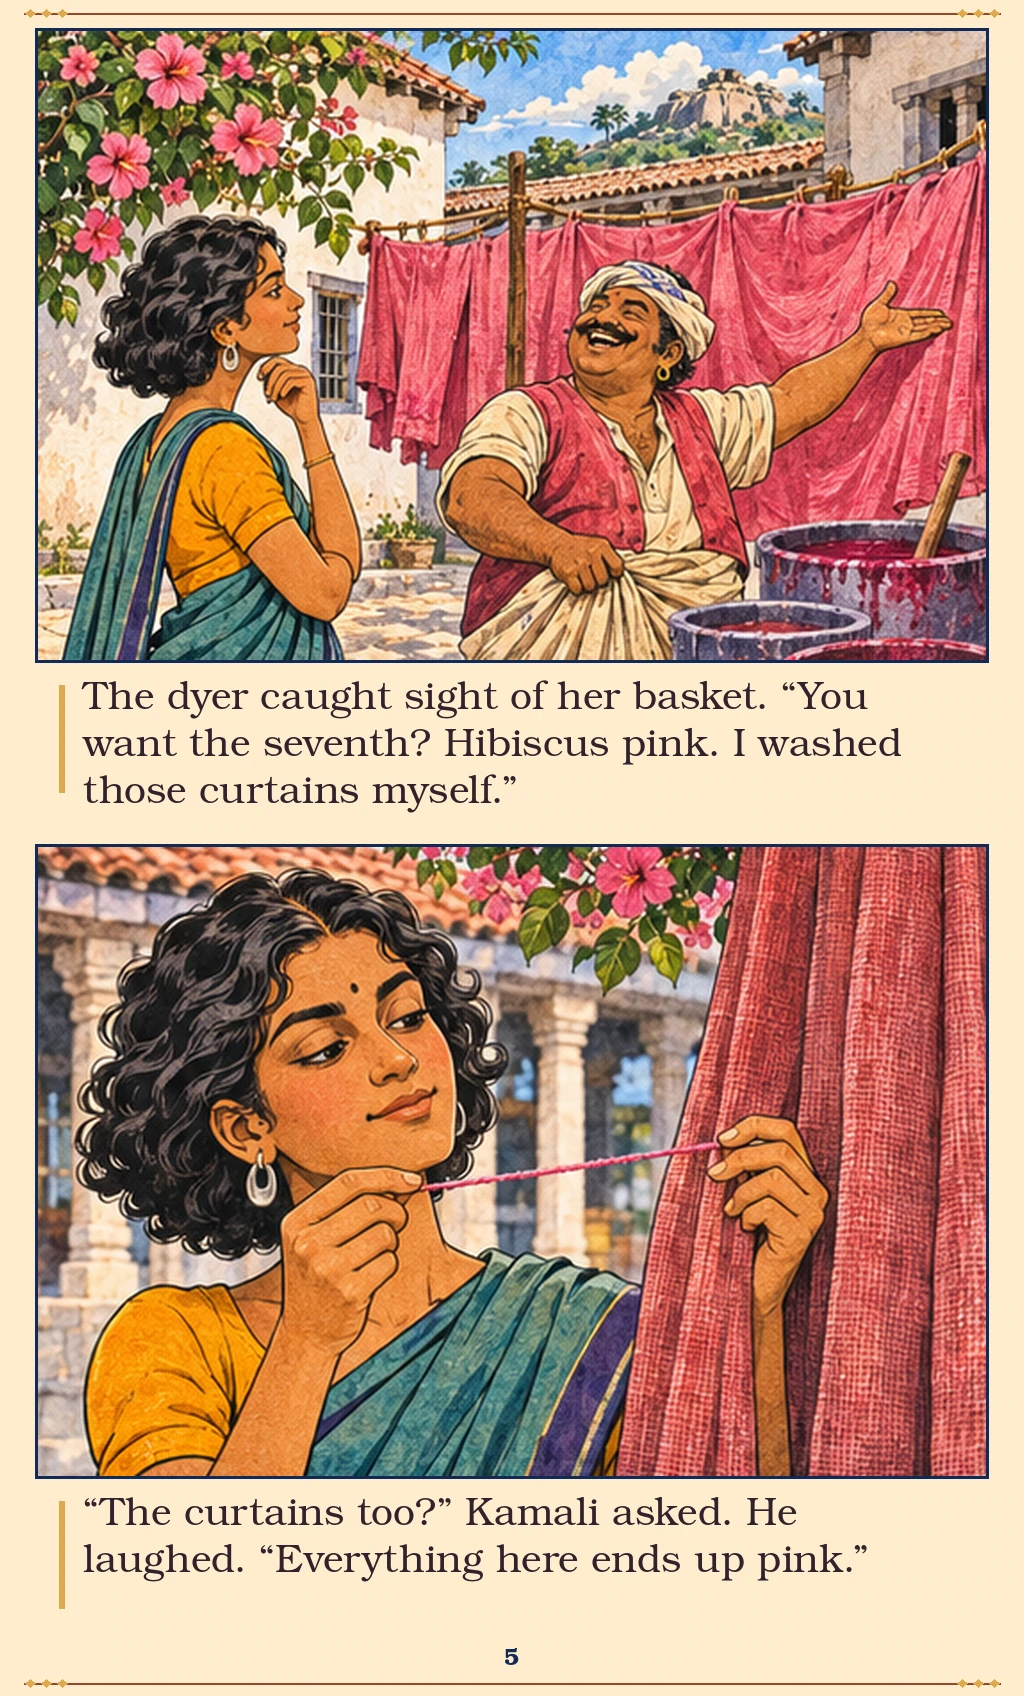 The dyer caught sight of her basket. “You
want the seventh? Hibiscus pink. I washed
those curtains myself.”
“The curtains too?” Kamali asked. He
laughed. “Everything here ends up pink.”
5